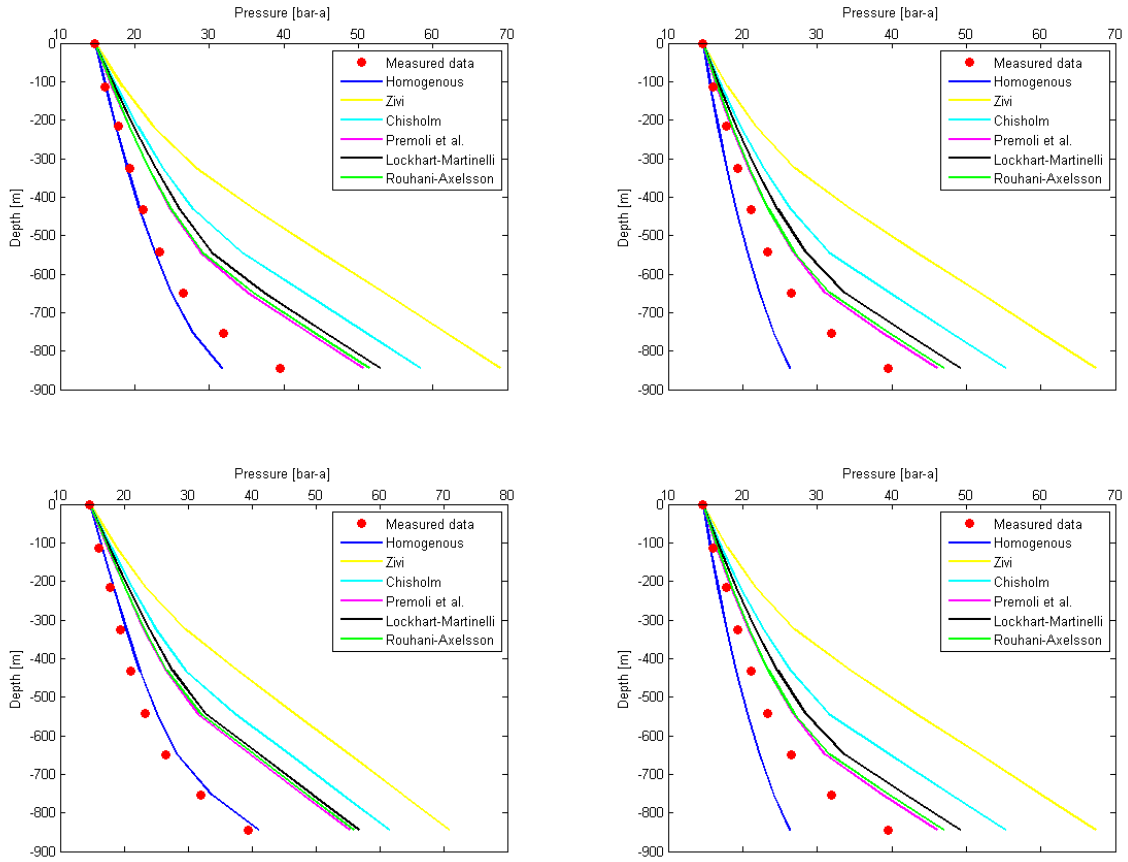 Pressure [bar-a]
10 20 30 40 50 60 70
0
-100
-200
-300
-400
-500
-600
-700
-800
-900
Depth [m]
Measured data
Homogenous
Zivi
Chisholm
Premoli et al.
Lockhart-Martinelli
Rouhani-Axelsson
Pressure [bar-a]
10 20 30 40 50 60 70
0
-100
-200
-300
-400
-500
-600
-700
-800
-900
Depth [m]
Measured data
Homogenous
Zivi
Chisholm
Premoli et al.
Lockhart-Martinelli
Rouhani-Axelsson
Pressure [bar-a]
10 20 30 40 50 60 70 80
0
-100
-200
-300
-400
-500
-600
-700
-800
-900
Depth [m]
Measured data
Homogenous
Zivi
Chisholm
Premoli et al.
Lockhart-Martinelli
Rouhani-Axelsson
Pressure [bar-a]
10 20 30 40 50 60 70
0
-100
-200
-300
-400
-500
-600
-700
-800
-900
Depth [m]
Measured data
Homogenous
Zivi
Chisholm
Premoli et al.
Lockhart-Martinelli
Rouhani-Axelsson